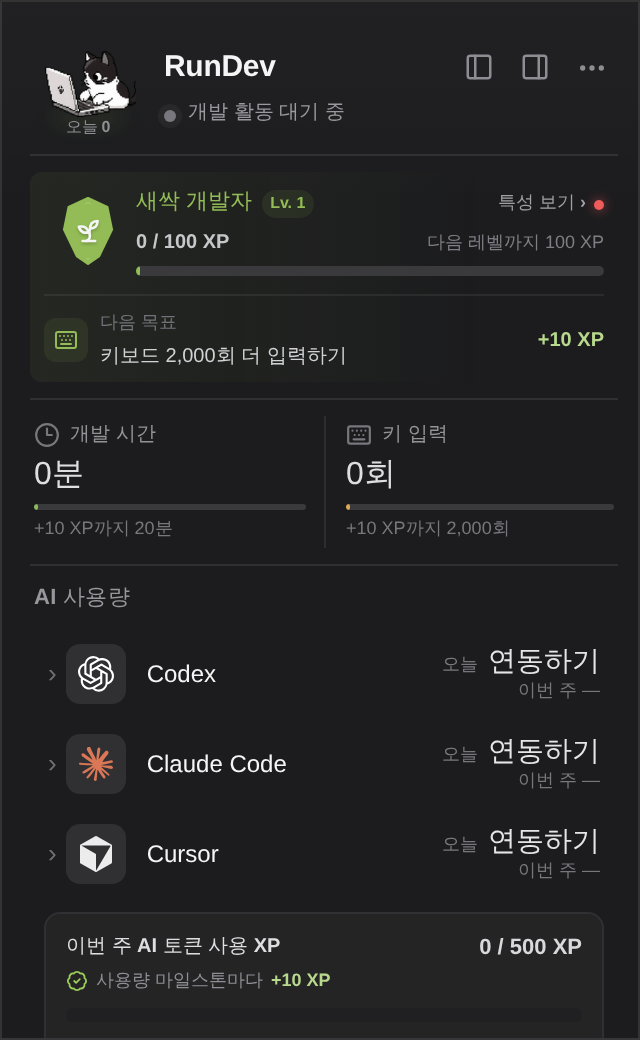 RunDev
개발 활동 대기 중
오늘 0
새싹 개발자 Lv. 1
특성 보기 ›
0 / 100 XP
다음 레벨까지 100 XP
다음 목표
키보드 2,000회 더 입력하기
+10 XP
개발 시간
0분
+10 XP까지 20분
키 입력
0회
+10 XP까지 2,000회
AI 사용량
Codex
오늘 연동하기
이번 주 —
Claude Code
오늘 연동하기
이번 주 —
Cursor
오늘 연동하기
이번 주 —
이번 주 AI 토큰 사용 XP
0 / 500 XP
사용량 마일스톤마다 +10 XP